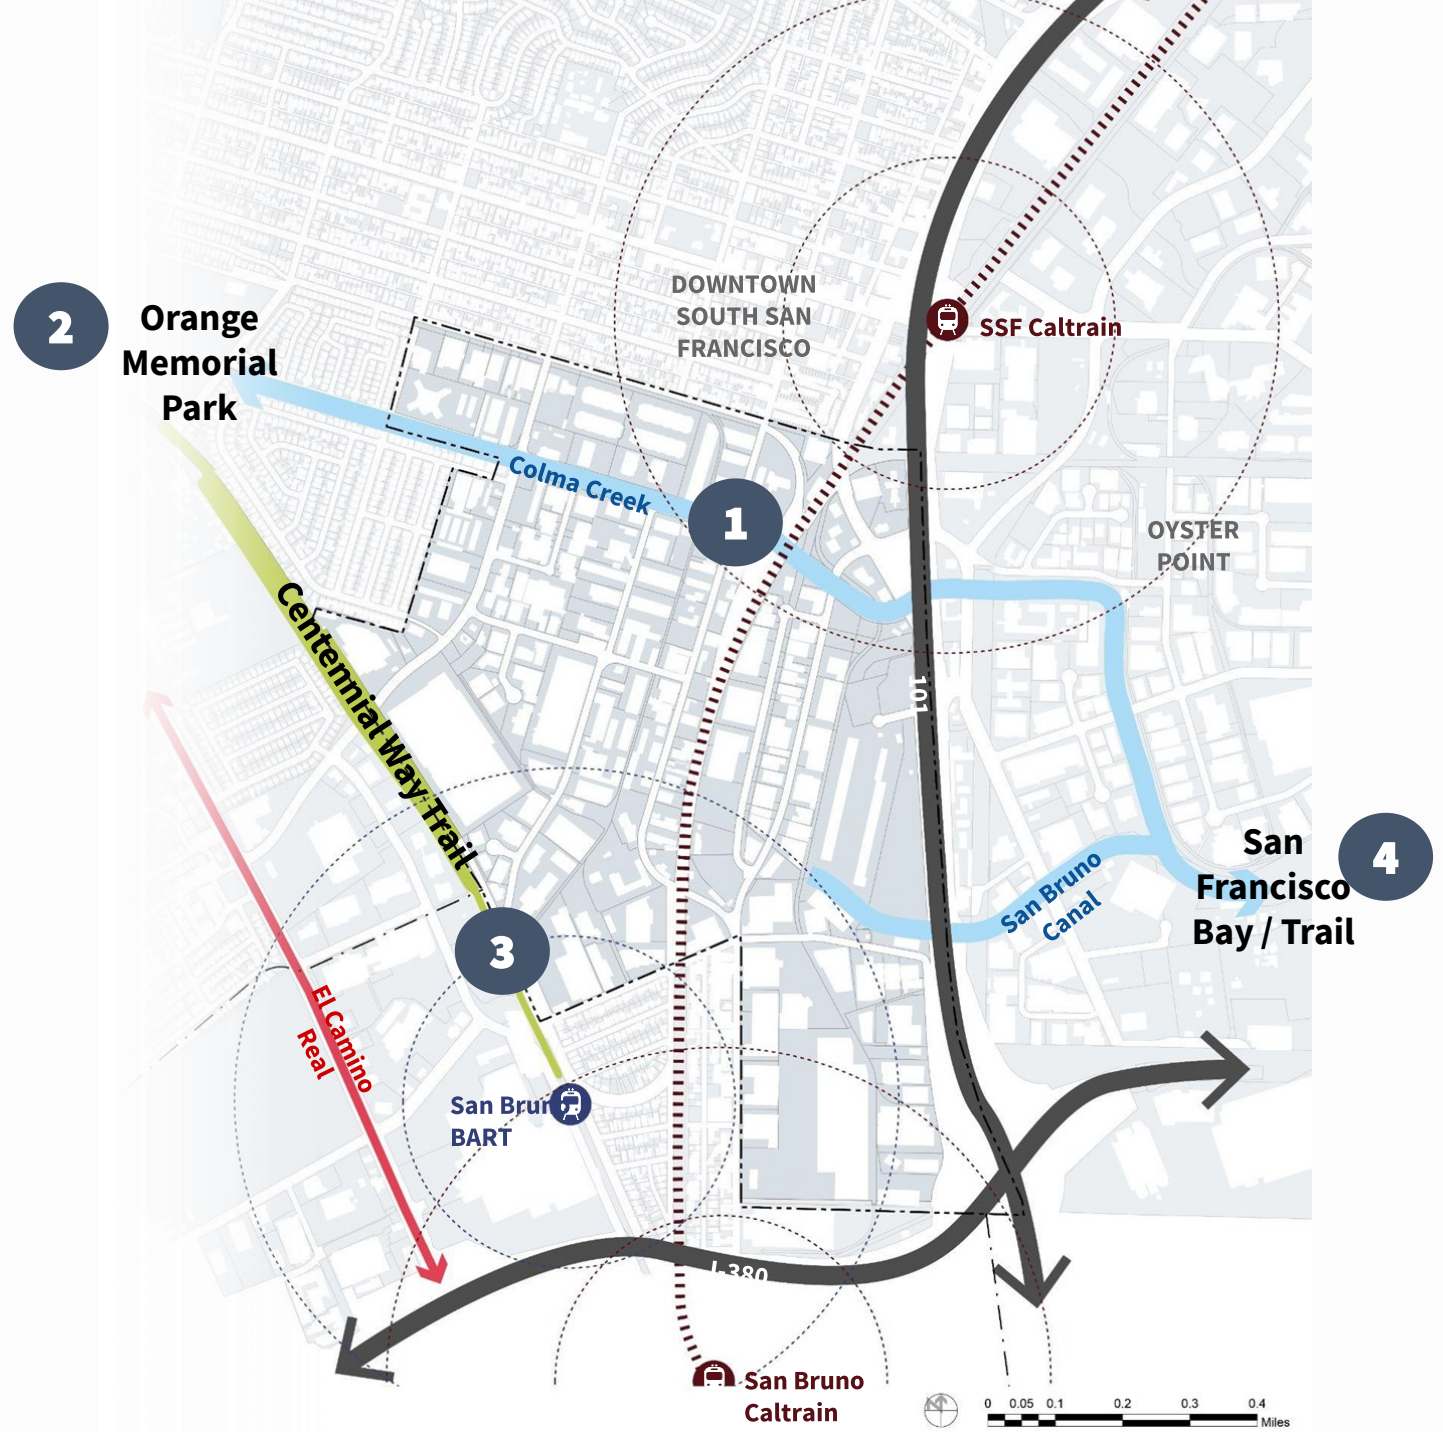 DOWNTOWN
SOUTH SAN
FRANCISCO
2
Orange
Memorial
Park
SSF Caltrain
Colma Creek
1
OYSTER
POINT
Centennial Way Trail
101
San
Francisco
Bay / Trail
4
San Bruno
Canal
3
El Camino
Real
San Brun
BART
I-380
San Bruno
Caltrain
0 0.05 0.1 0.2 0.3 0.4
Miles